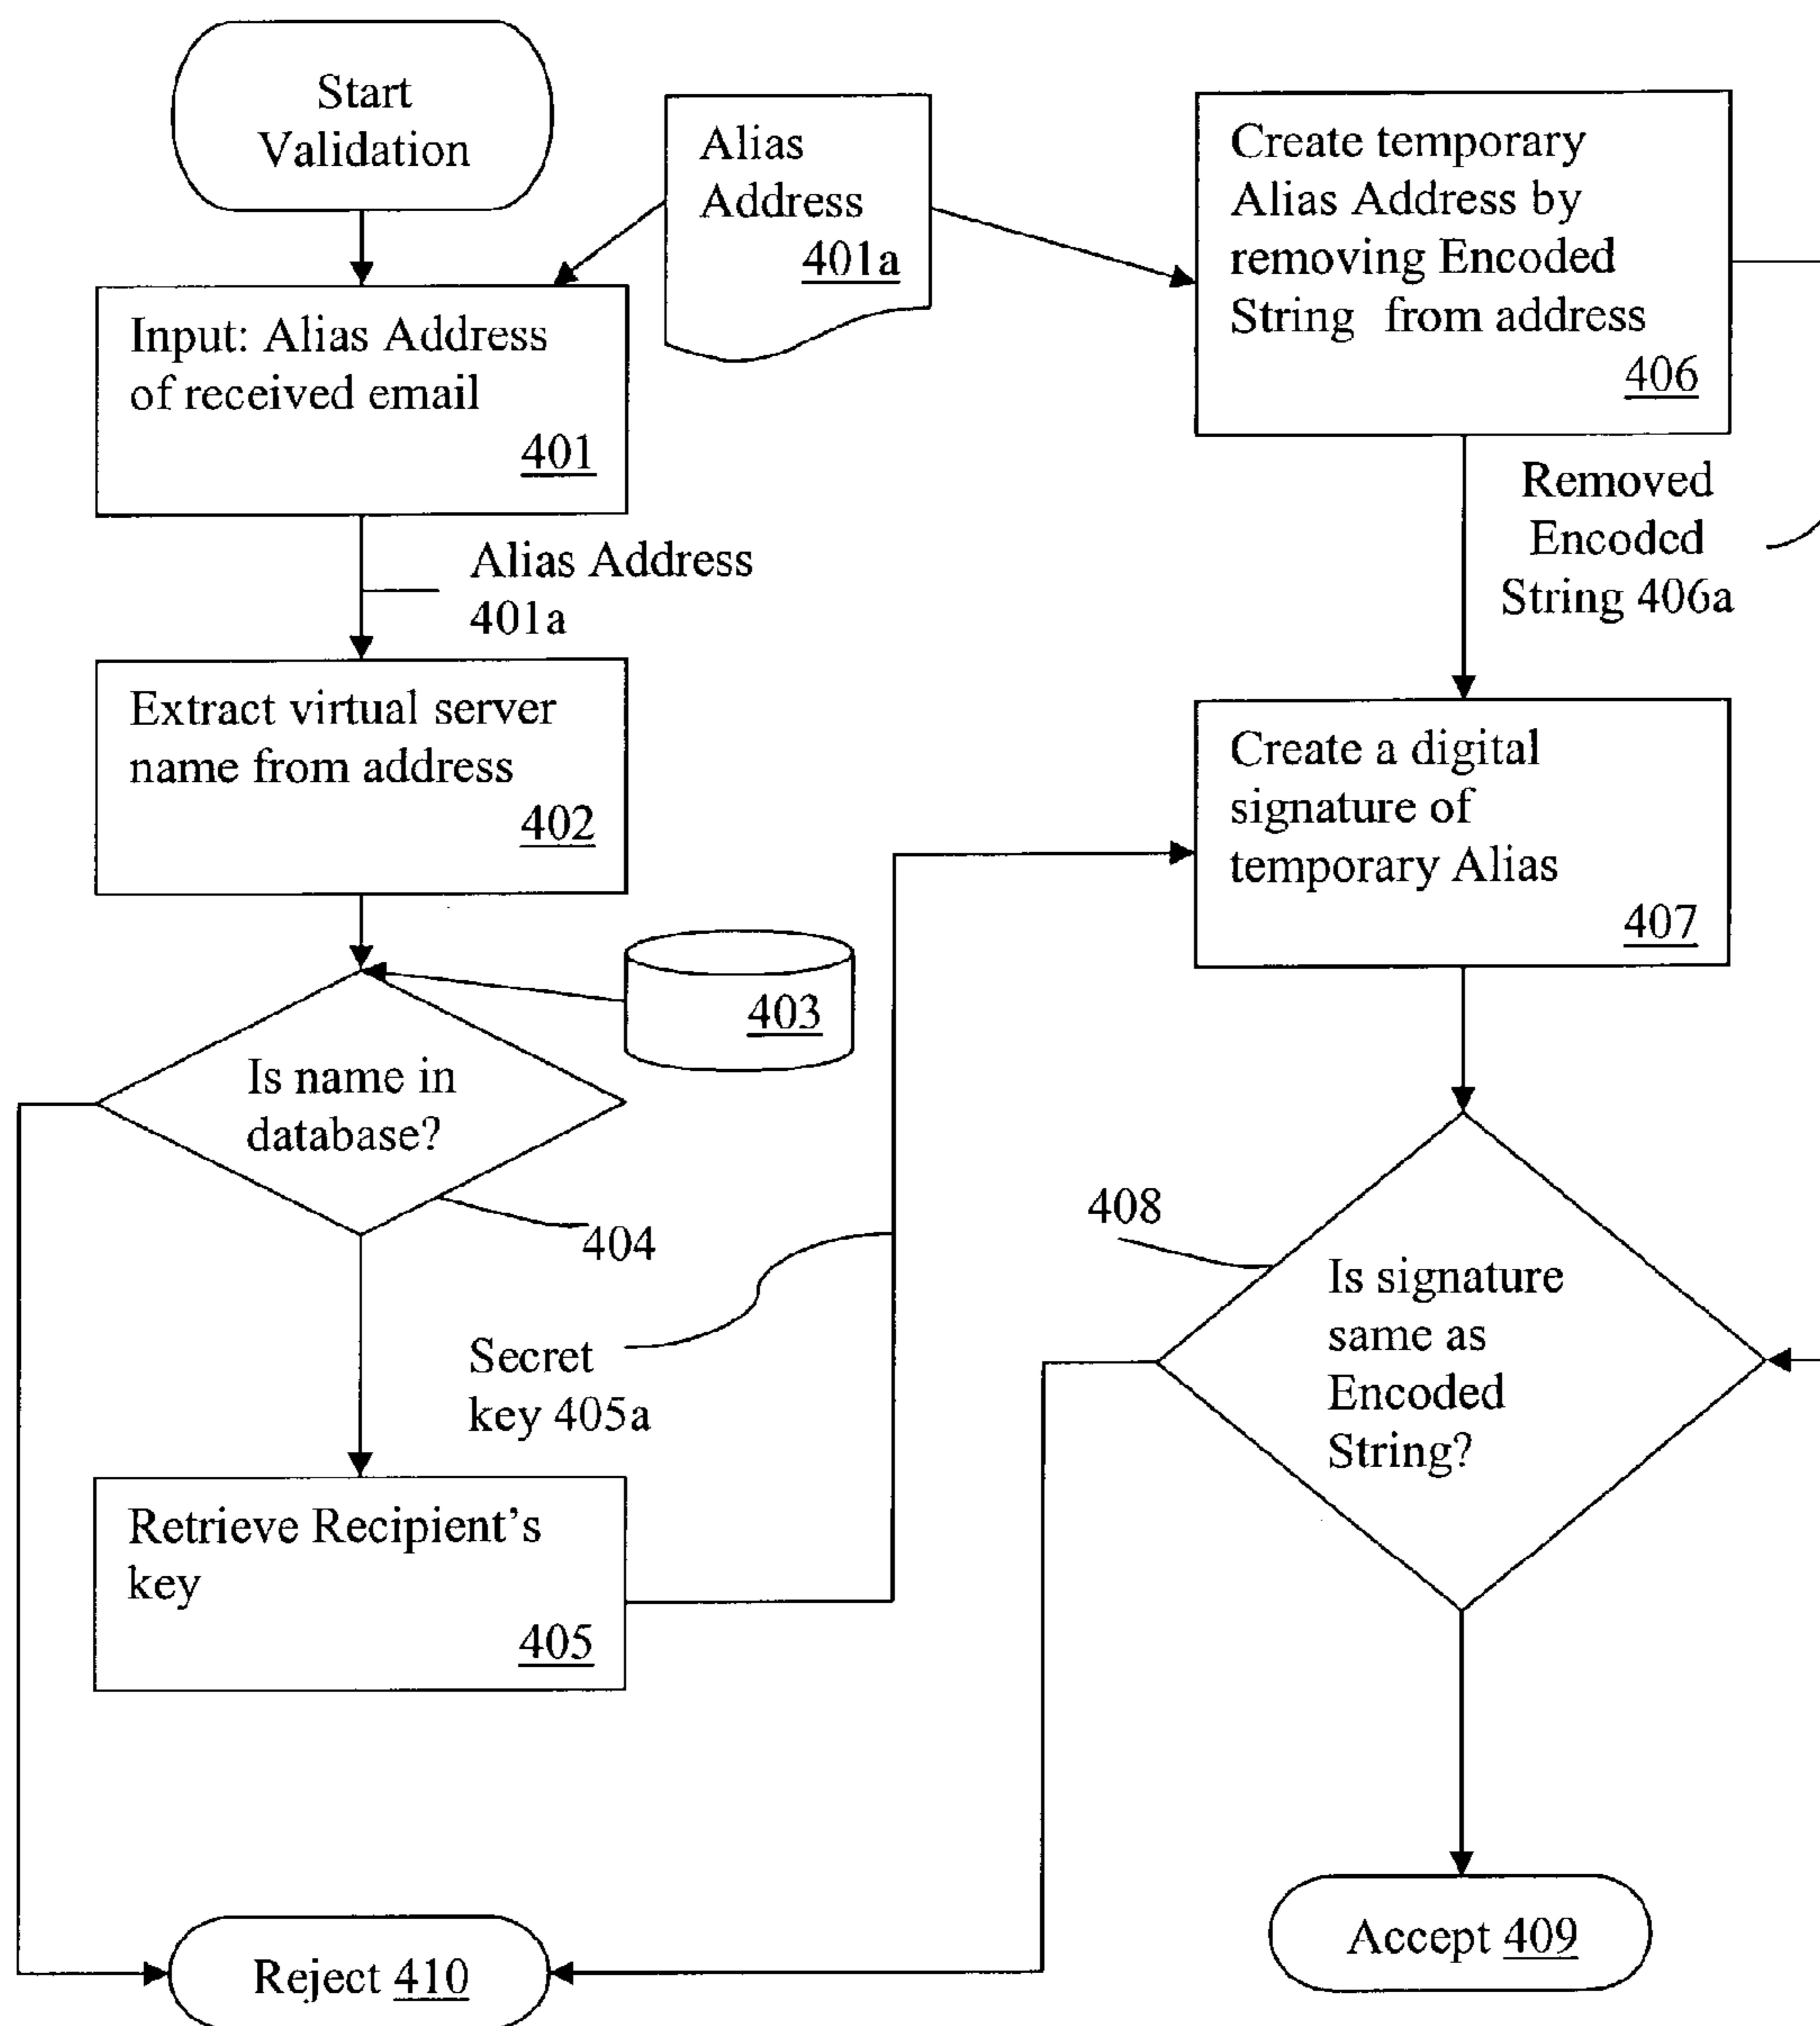 Start
Validation
Alias
Address
401a
Create temporary
Alias Address by
removing Encoded
String from address
406
Input: Alias Address
of received email
401
Removed
Encoded
String 406a
Alias Address
401a
Extract virtual server
name from address
402
Create a digital
signature of
temporary Alias
407
403
Is name in
database?
404
408
Is signature
same as
Encoded
String?
Secret
key 405a
Retrieve Recipient's
key
405
Accept 409
Reject 410